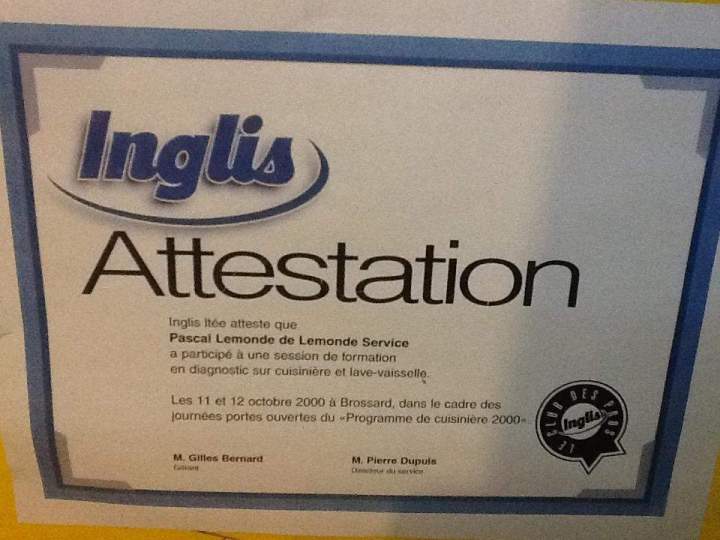 Inglis
Attestation
Inglis ltée atteste que
Pascal Lemonde de Lemonde Service
a participé à une session de formation
en diagnostic sur cuisinière et lave-vaisselle.
Les 11 et 12 octobre 2000 à Brossard, dans le cadre des
journées portes ouvertes du «Programme de cuisinière 2000».
LE CLUB DES PROS
Inglis
M. Gilles Bernard
M. Pierre Dupuis
Gérant
Directeur du service